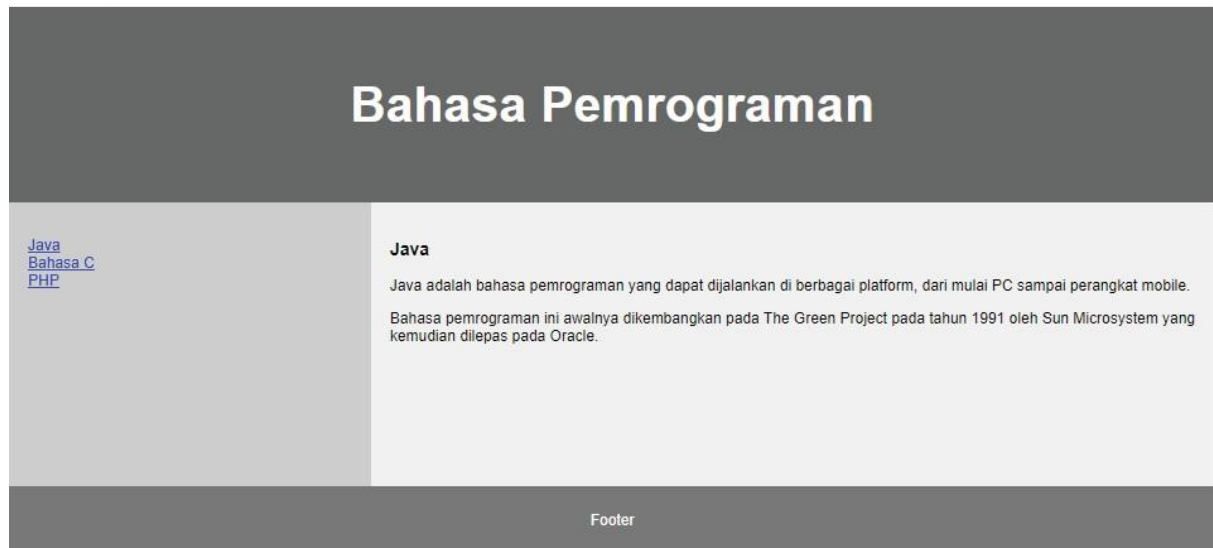 Bahasa Pemrograman
Java
Bahasa C
PHP
Java
Java adalah bahasa pemrograman yang dapat dijalankan di berbagai platform, dari mulai PC sampai perangkat mobile.
Bahasa pemrograman ini awalnya dikembangkan pada The Green Project pada tahun 1991 oleh Sun Microsystem yang
kemudian dilepas pada Oracle.
Footer